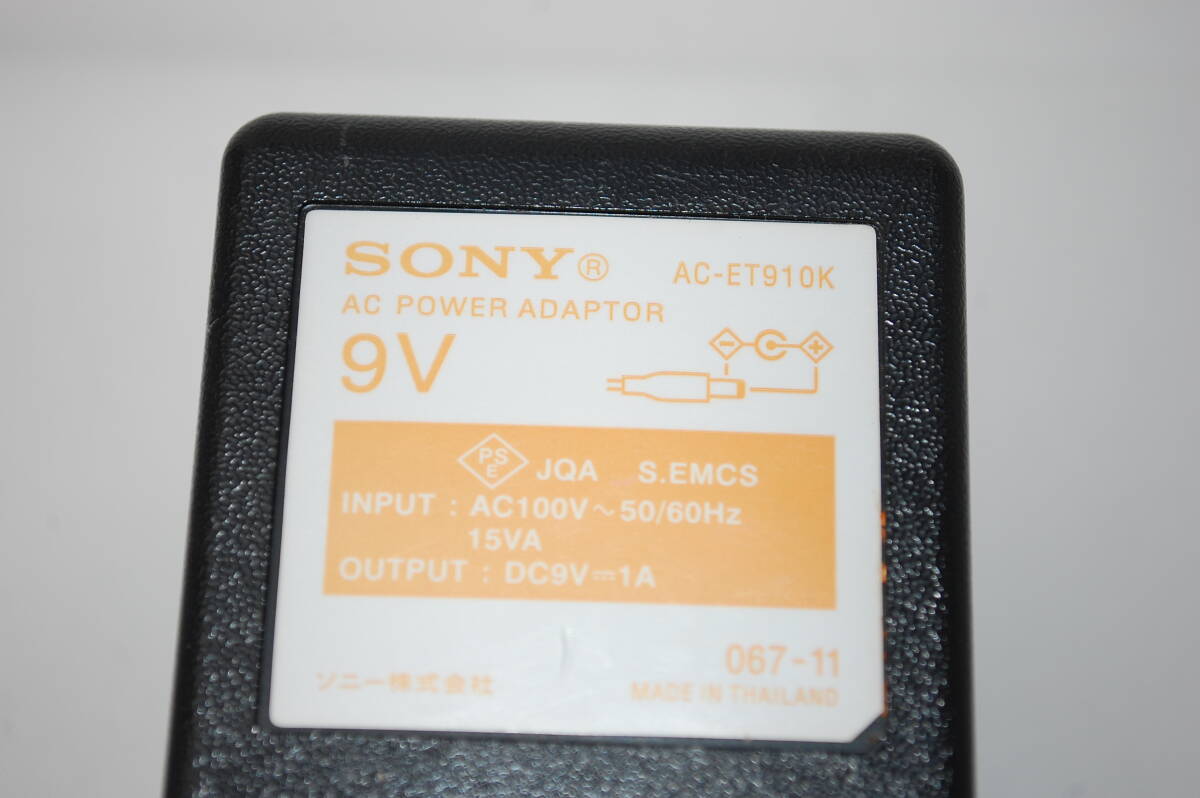 SONY® AC-ET910K
AC POWER ADAPTOR
9V
PSE JQA S.EMCS
INPUT : AC100V~50/60Hz
15VA
OUTPUT : DC9V⎓1A
067-11
ソニー株式会社 MADE IN THAILAND